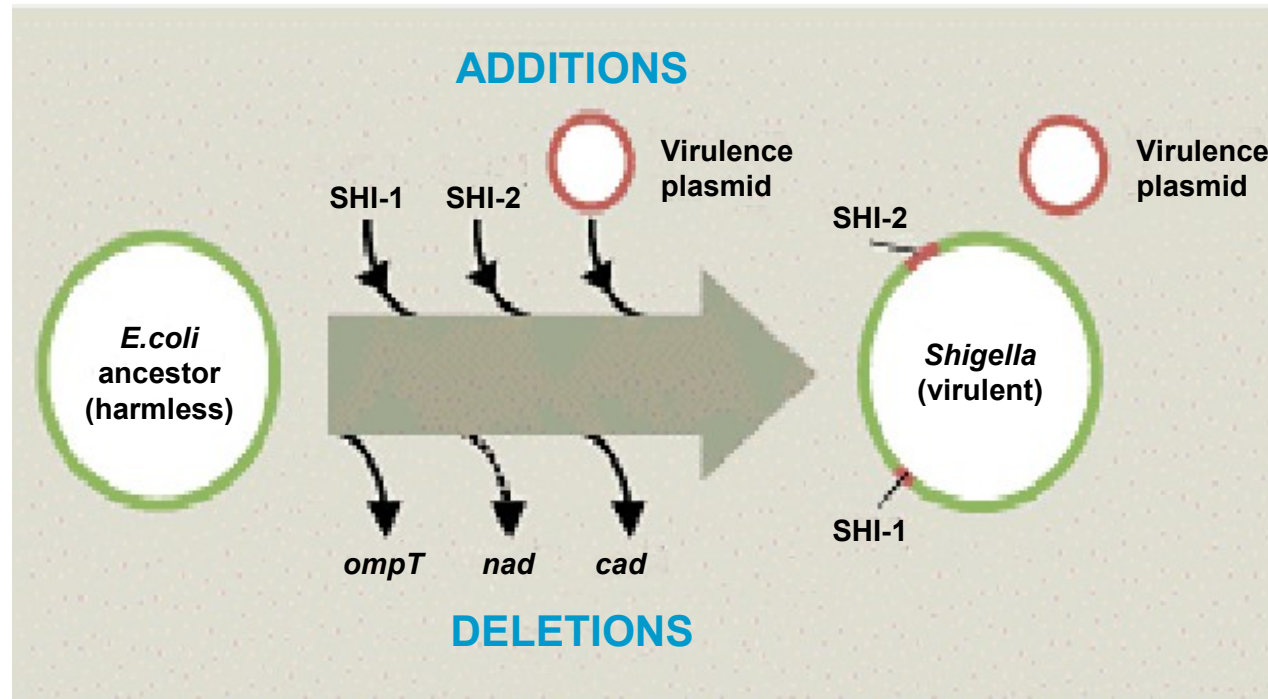 ADDITIONS
Virulence
plasmid
SHI-1
SHI-2
Virulence
plasmid
SHI-2
E.coli
ancestor
(harmless)
Shigella
(virulent)
SHI-1
ompT
nad
cad
DELETIONS